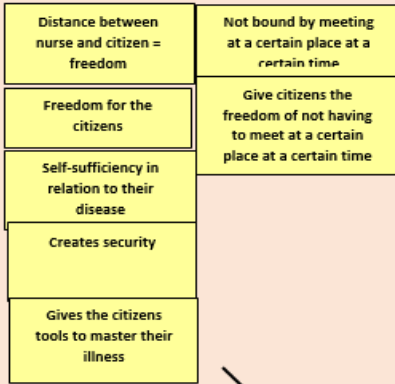 Distance between
nurse and citizen =
freedom
Not bound by meeting
at a certain place at a
certain time
Freedom for the
citizens
Give citizens the
freedom of not having
to meet at a certain
place at a certain time
Self-sufficiency in
relation to their
disease
Creates security
Gives the citizens
tools to master their
illness